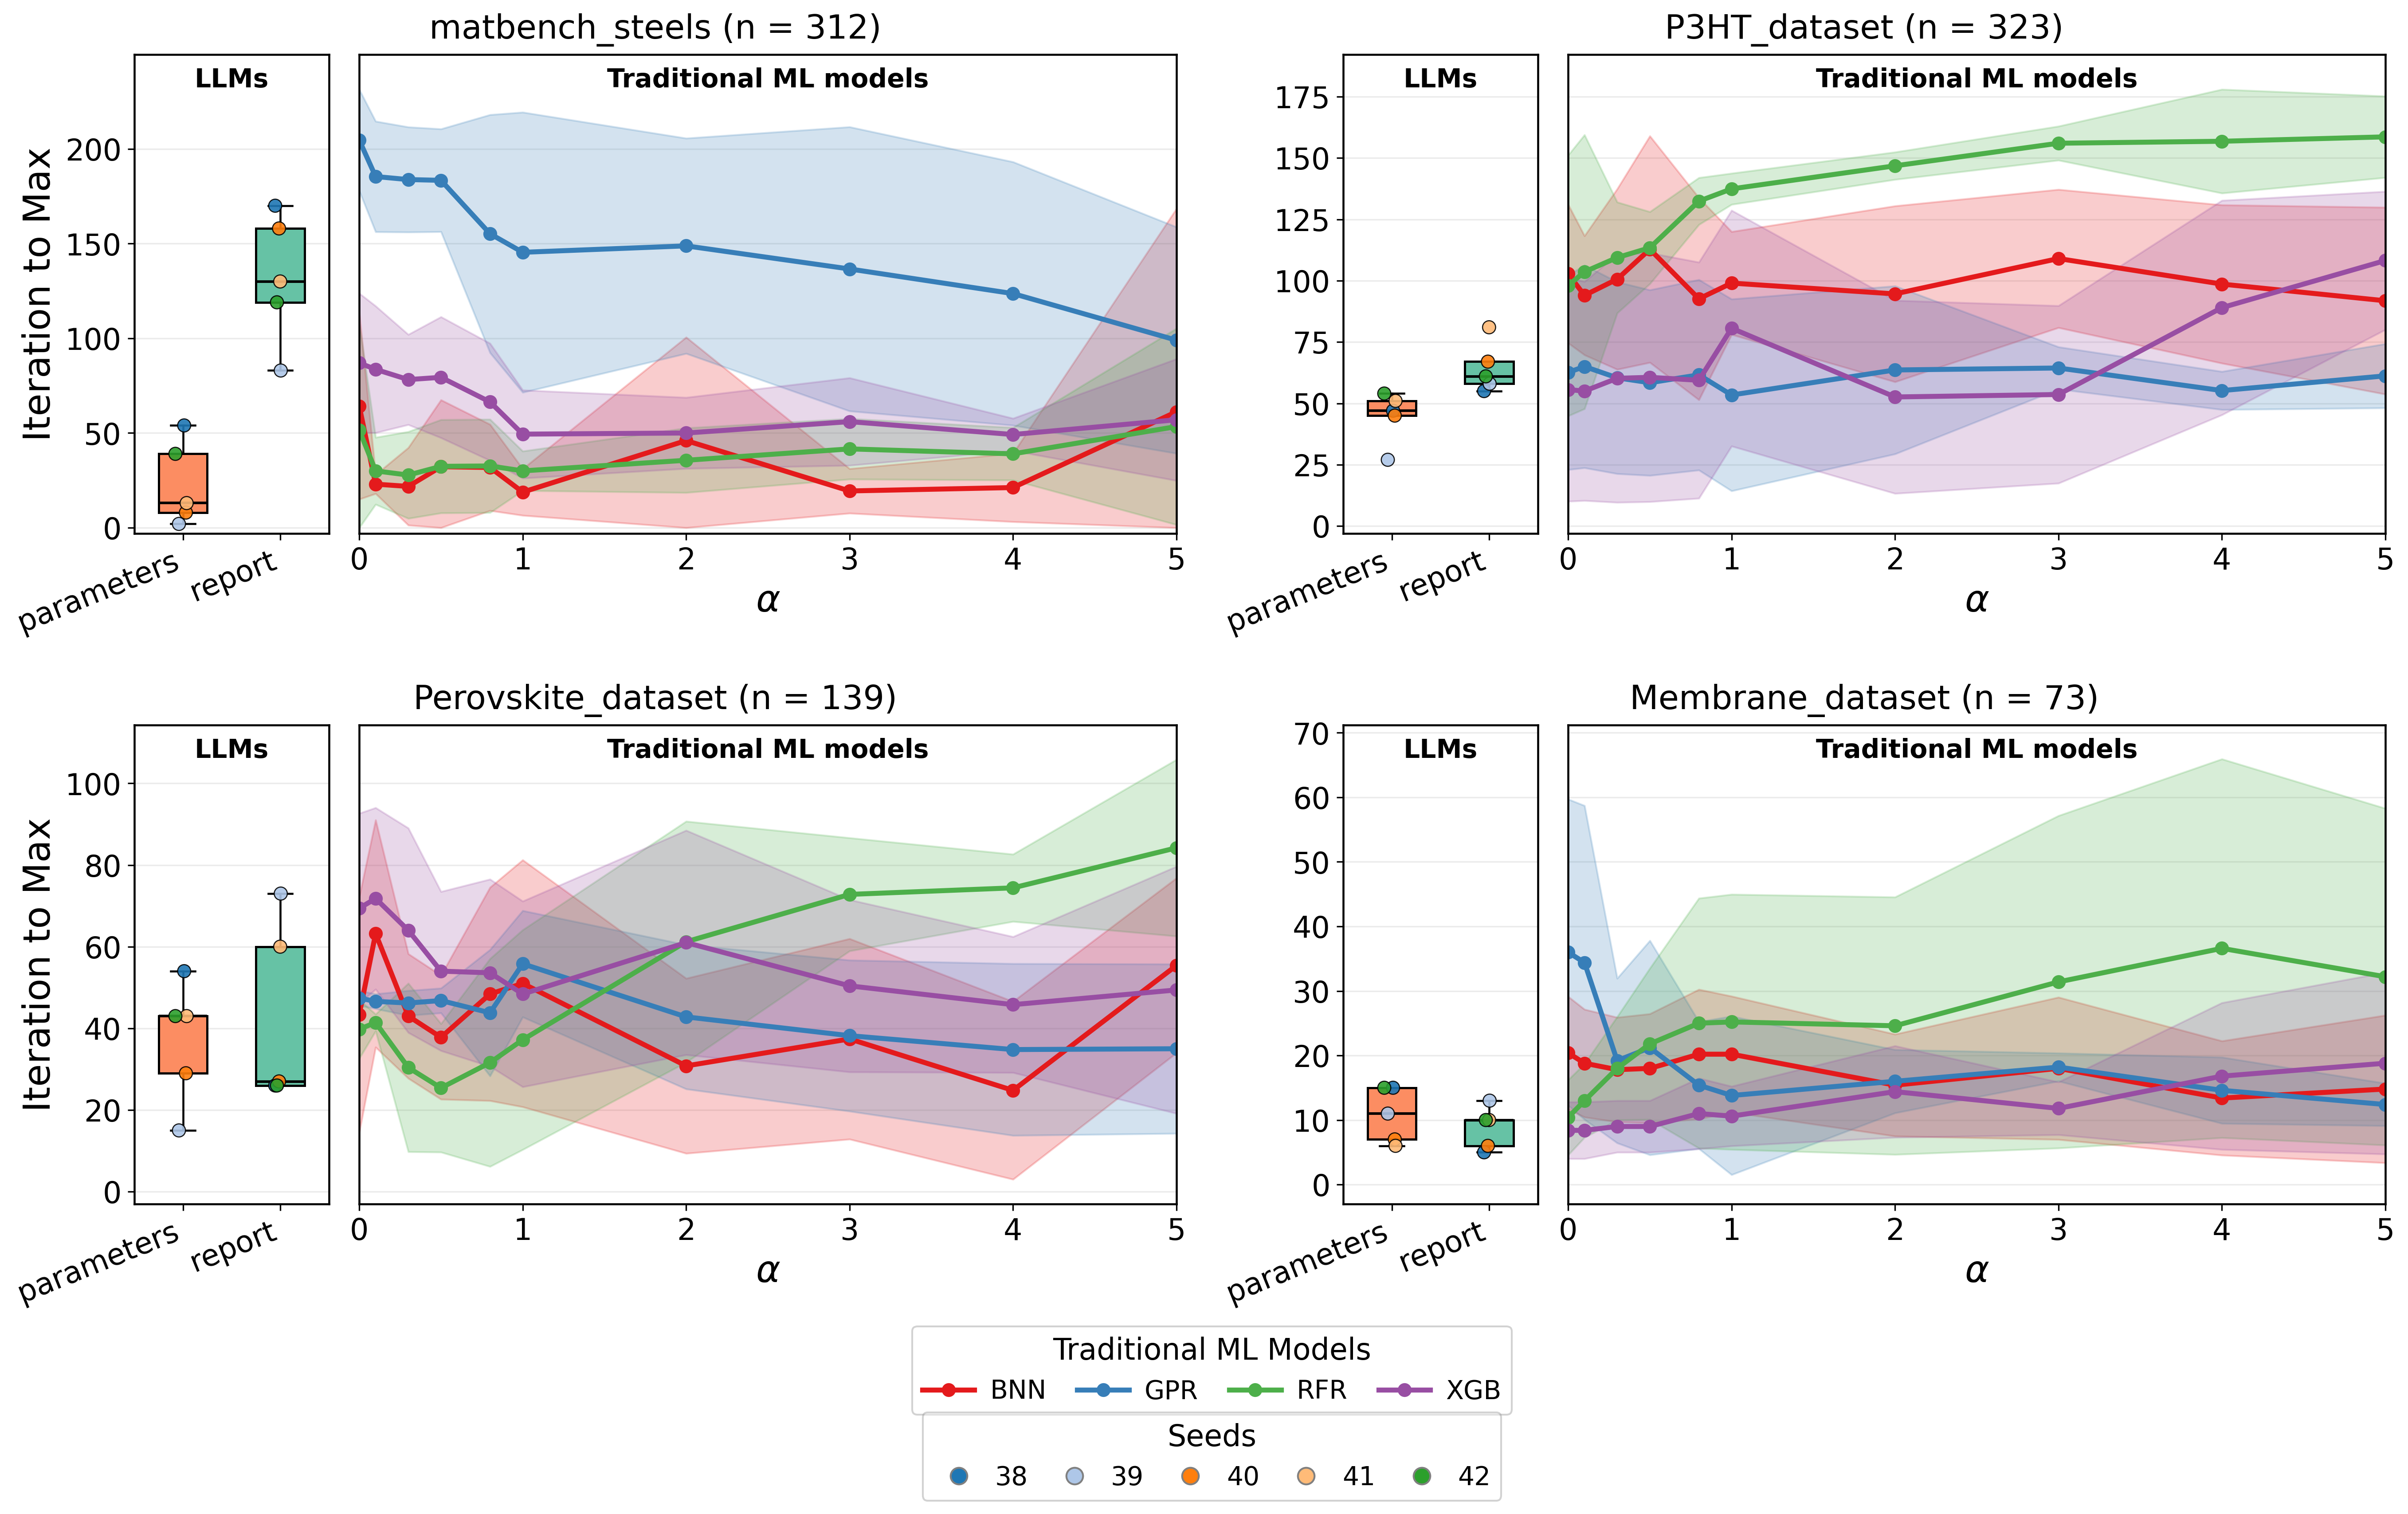 matbench_steels (n = 312)
LLMs
Traditional ML models
Iteration to Max
200
150
100
50
0
parameters
report
0 1 2 3 4 5
α
P3HT_dataset (n = 323)
LLMs
Traditional ML models
175
150
125
100
75
50
25
0
parameters
report
0 1 2 3 4 5
α
Perovskite_dataset (n = 139)
LLMs
Traditional ML models
Iteration to Max
100
80
60
40
20
0
parameters
report
0 1 2 3 4 5
α
Membrane_dataset (n = 73)
LLMs
Traditional ML models
70
60
50
40
30
20
10
0
parameters
report
0 1 2 3 4 5
α
Traditional ML Models
BNN GPR RFR XGB
Seeds
38 39 40 41 42